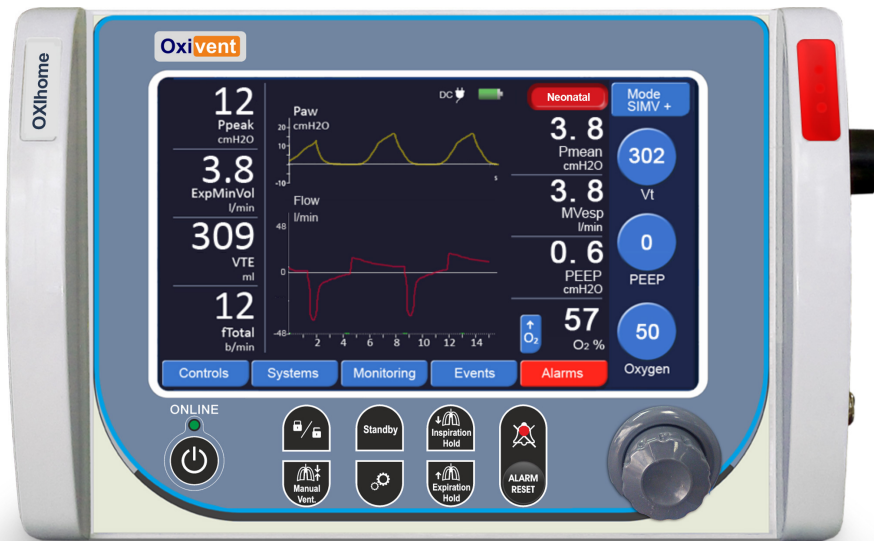 OXIhome
Oxivent
12
Ppeak
cmH2O
3.8
ExpMinVol
l/min
309
VTE
ml
12
fTotal
b/min
Paw
cmH2O
20
10
-10
s
Flow
l/min
48
0
-48
2 4 6 8 10 12 14
DC
Neonatal
3. 8
Pmean
cmH2O
3. 8
MVesp
l/min
0. 6
PEEP
cmH2O
O2
57
O2 %
Mode
SIMV +
302
Vt
0
PEEP
50
Oxygen
Controls Systems Monitoring Events Alarms
ONLINE
Standby
Inspiration
Hold
Manual
Vent.
Expiration
Hold
ALARM
RESET